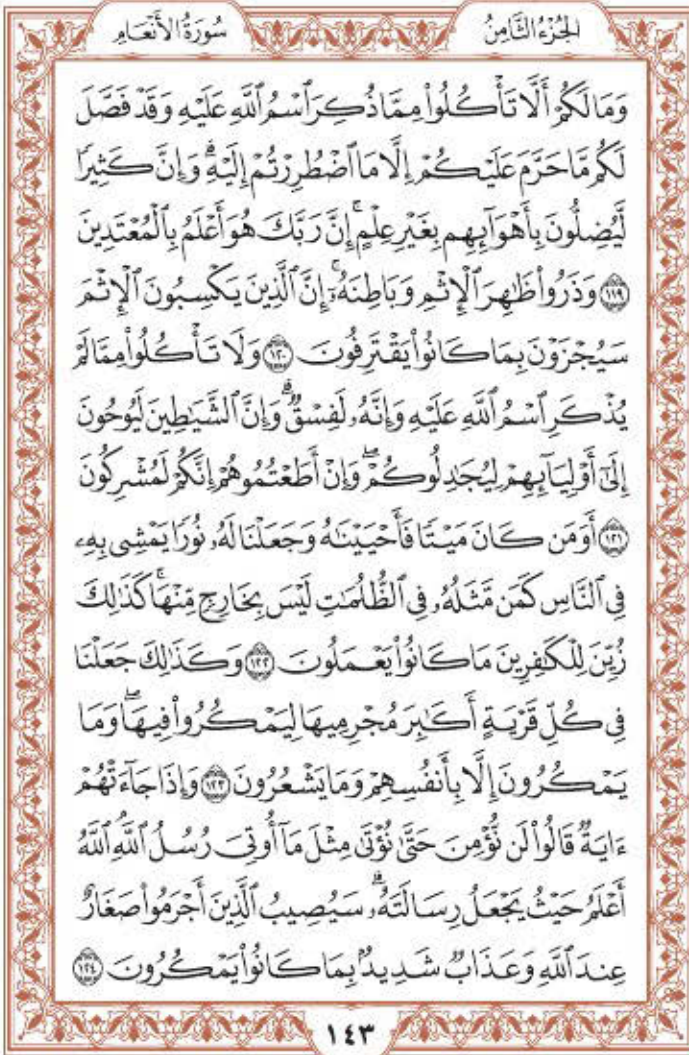 سُورَةُ الأَنْعَامِ
الجُزْءُ الثَّامِنُ
وَمَا لَكُمْ أَلَّا تَأْكُلُوا۟ مِمَّا ذُكِرَ ٱسْمُ ٱللَّهِ عَلَيْهِ وَقَدْ فَصَّلَ
لَكُم مَّا حَرَّمَ عَلَيْكُمْ إِلَّا مَا ٱضْطُرِرْتُمْ إِلَيْهِ ۗ وَإِنَّ كَثِيرًا
لَّيُضِلُّونَ بِأَهْوَآئِهِم بِغَيْرِ عِلْمٍ ۗ إِنَّ رَبَّكَ هُوَ أَعْلَمُ بِٱلْمُعْتَدِينَ
١١٩ وَذَرُوا۟ ظَٰهِرَ ٱلْإِثْمِ وَبَاطِنَهُۥٓ ۚ إِنَّ ٱلَّذِينَ يَكْسِبُونَ ٱلْإِثْمَ
سَيُجْزَوْنَ بِمَا كَانُوا۟ يَقْتَرِفُونَ ١٢٠ وَلَا تَأْكُلُوا۟ مِمَّا لَمْ
يُذْكَرِ ٱسْمُ ٱللَّهِ عَلَيْهِ وَإِنَّهُۥ لَفِسْقٌ ۗ وَإِنَّ ٱلشَّيَٰطِينَ لَيُوحُونَ
إِلَىٰٓ أَوْلِيَآئِهِمْ لِيُجَٰدِلُوكُمْ ۖ وَإِنْ أَطَعْتُمُوهُمْ إِنَّكُمْ لَمُشْرِكُونَ
١٢١ أَوَمَن كَانَ مَيْتًا فَأَحْيَيْنَٰهُ وَجَعَلْنَا لَهُۥ نُورًا يَمْشِى بِهِۦ
فِى ٱلنَّاسِ كَمَن مَّثَلُهُۥ فِى ٱلظُّلُمَٰتِ لَيْسَ بِخَارِجٍ مِّنْهَا ۚ كَذَٰلِكَ
زُيِّنَ لِلْكَٰفِرِينَ مَا كَانُوا۟ يَعْمَلُونَ ١٢٢ وَكَذَٰلِكَ جَعَلْنَا
فِى كُلِّ قَرْيَةٍ أَكَٰبِرَ مُجْرِمِيهَا لِيَمْكُرُوا۟ فِيهَا ۖ وَمَا
يَمْكُرُونَ إِلَّا بِأَنفُسِهِمْ وَمَا يَشْعُرُونَ ١٢٣ وَإِذَا جَآءَتْهُمْ
ءَايَةٌ قَالُوا۟ لَن نُّؤْمِنَ حَتَّىٰ نُؤْتَىٰ مِثْلَ مَآ أُوتِىَ رُسُلُ ٱللَّهِ ۘ ٱللَّهُ
أَعْلَمُ حَيْثُ يَجْعَلُ رِسَالَتَهُۥ ۗ سَيُصِيبُ ٱلَّذِينَ أَجْرَمُوا۟ صَغَارٌ
عِندَ ٱللَّهِ وَعَذَابٌ شَدِيدٌۢ بِمَا كَانُوا۟ يَمْكُرُونَ ١٢٤
١٤٣